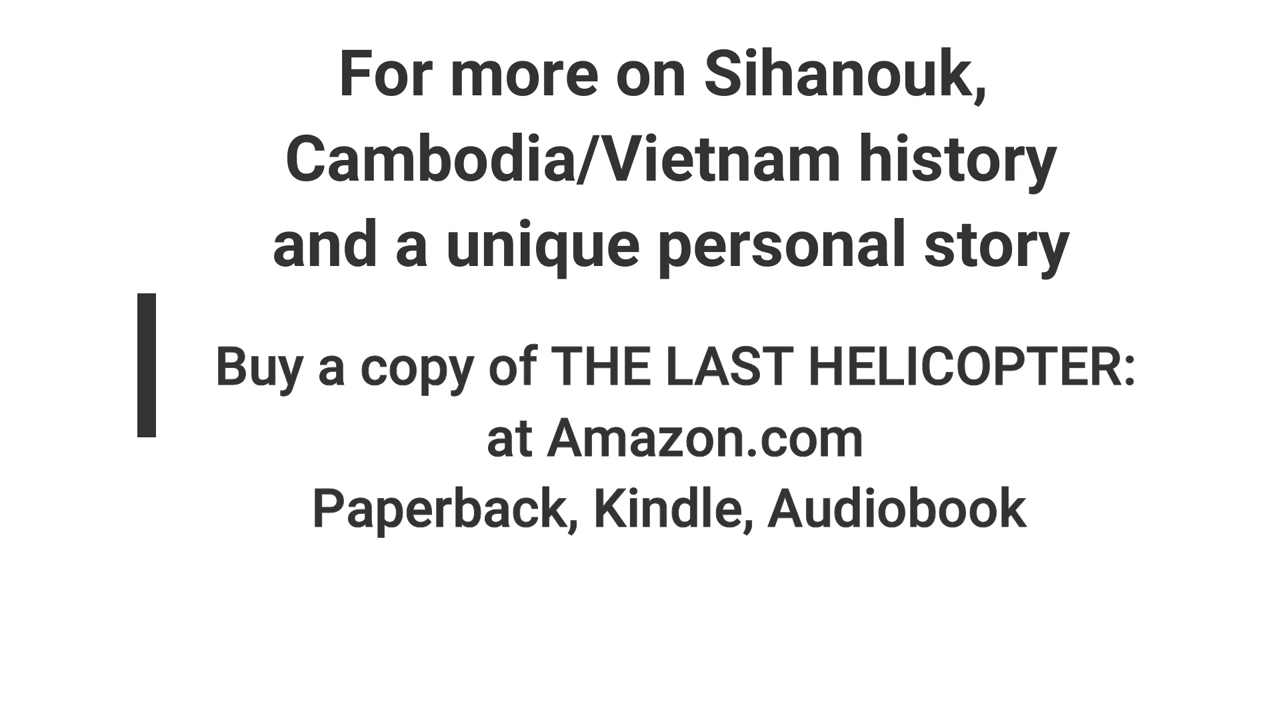 For more on Sihanouk,
Cambodia/Vietnam history
and a unique personal story
Buy a copy of THE LAST HELICOPTER:
at Amazon.com
Paperback, Kindle, Audiobook